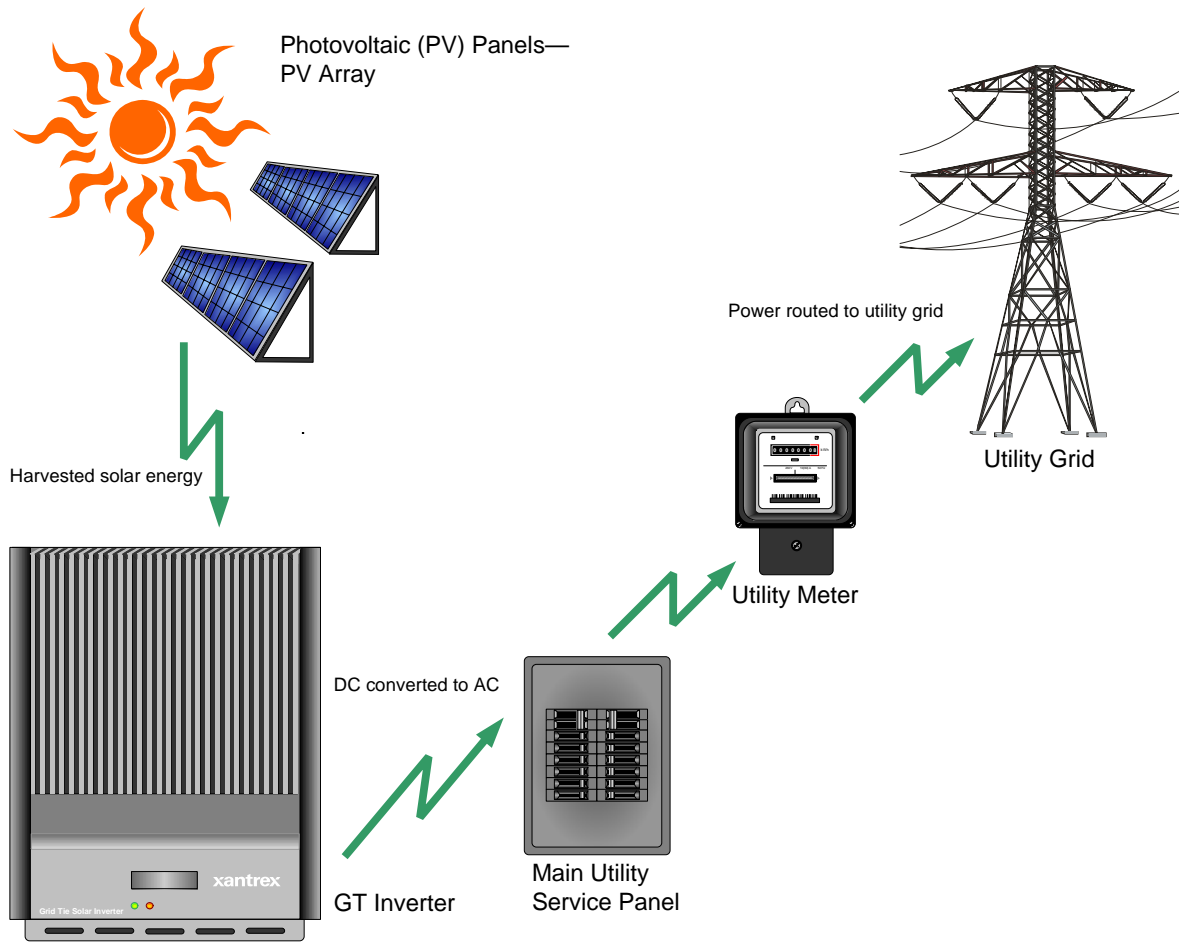 Photovoltaic (PV) Panels—
PV Array
Power routed to utility grid
Utility Grid
Harvested solar energy
Utility Meter
DC converted to AC
Main Utility
Service Panel
GT Inverter
xantrex
Grid Tie Solar Inverter